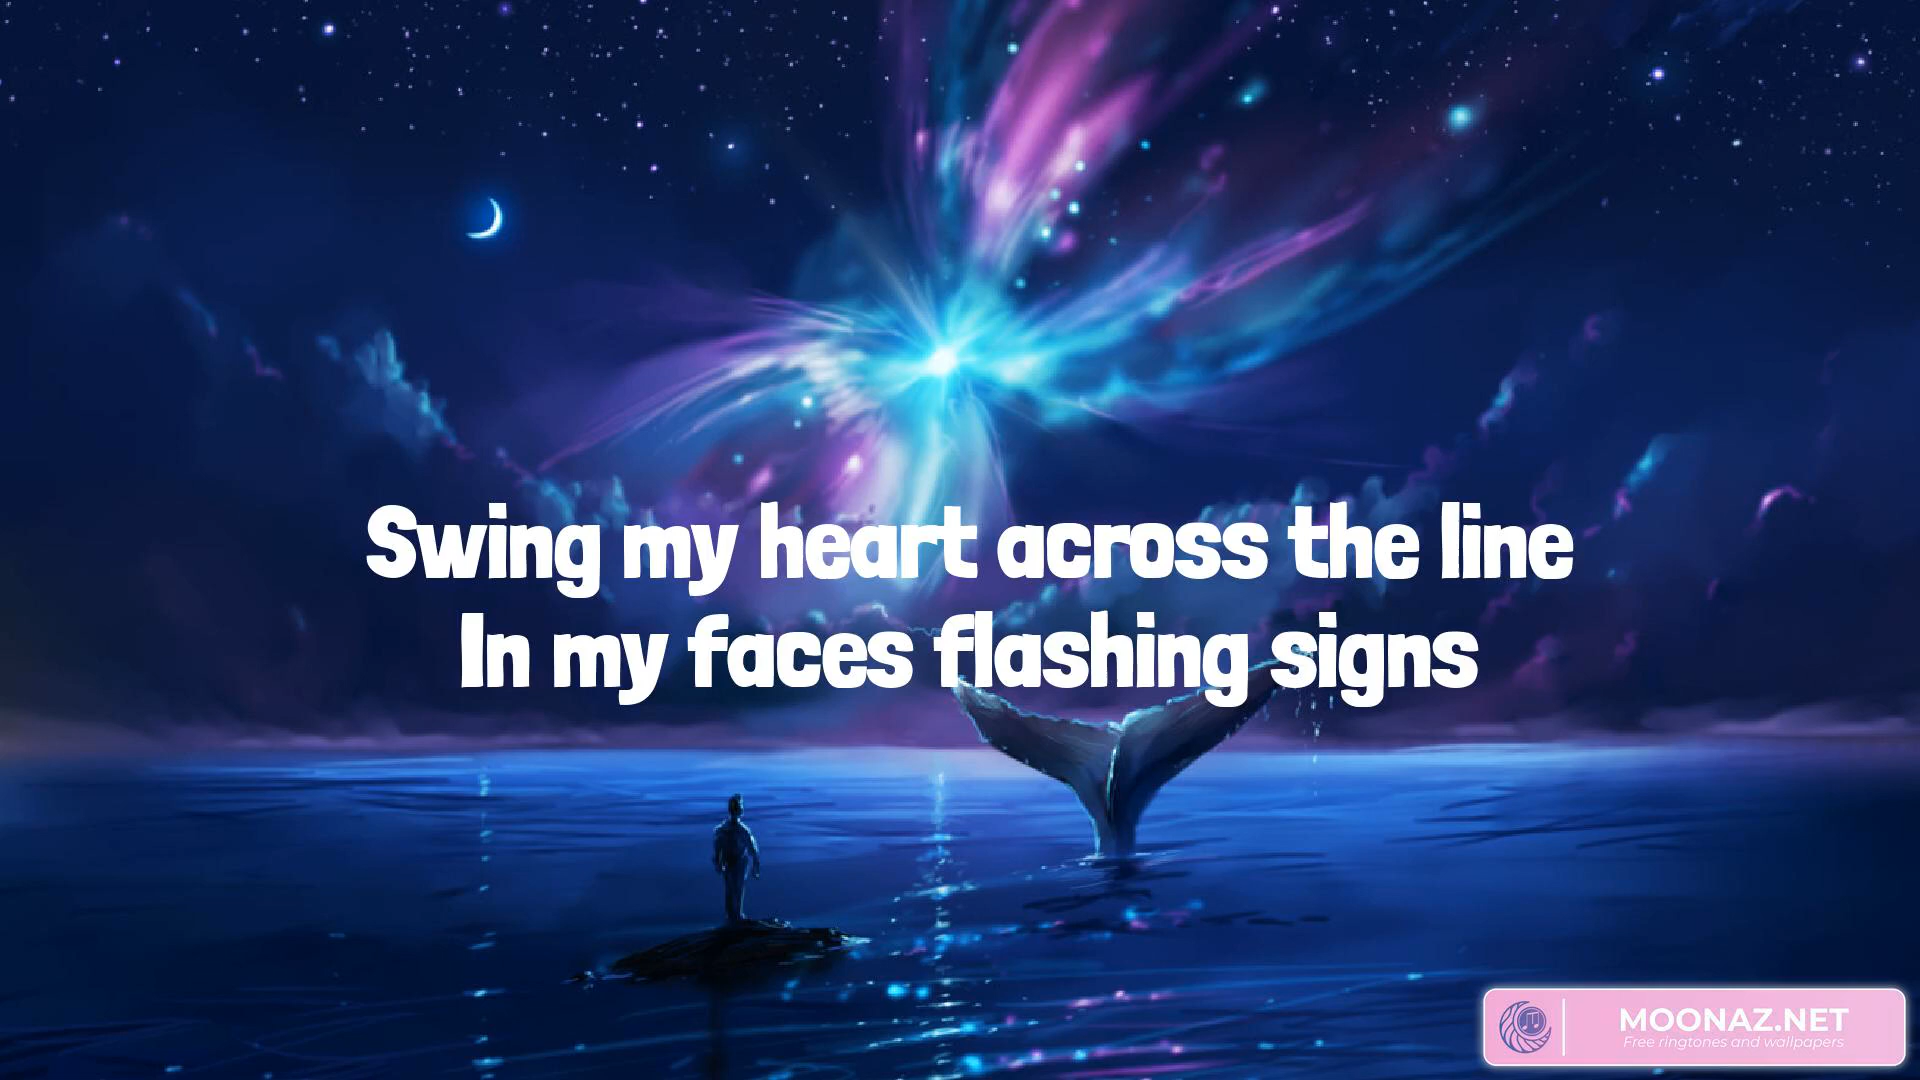 Swing my heart across the line
In my faces flashing signs
MOONAZ.NET
Free ringtones and wallpapers